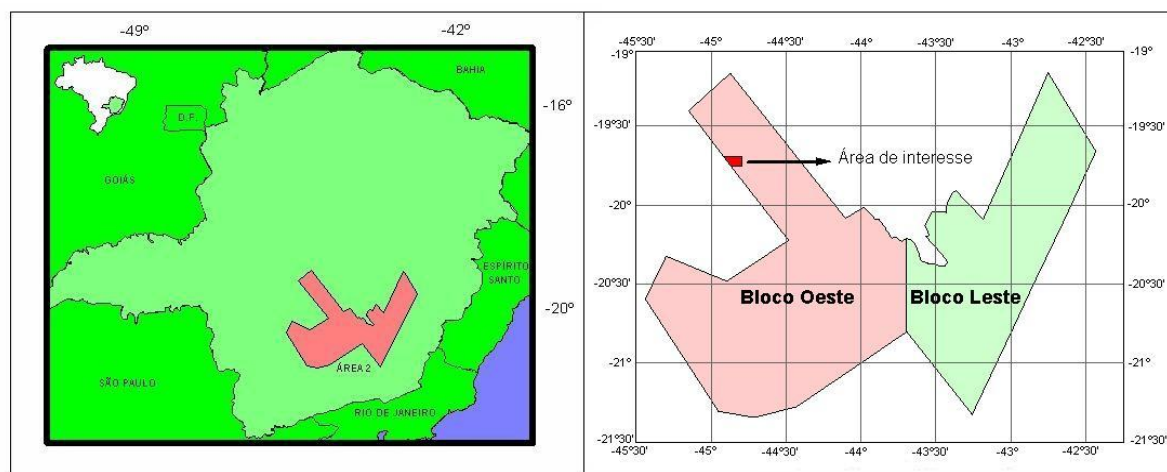 -49º
-42º
BAHIA
-16º
D.F.
GOIÁS
ESPÍRITO
SANTO
-20º
ÁREA 2
SÃO PAULO
RIO DE JANEIRO
-45º30'
-45º
-44º30'
-44º
-43º30'
-43º
-42º30'
-19º
-19º
-19º30'
-19º30'
Área de interesse
-20º
-20º
-20º30'
Bloco Oeste
Bloco Leste
-20º30'
-21º
-21º
-21º30'
-21º30'
-45º30'
-45º
-44º30'
-44º
-43º30'
-43º
-42º30'